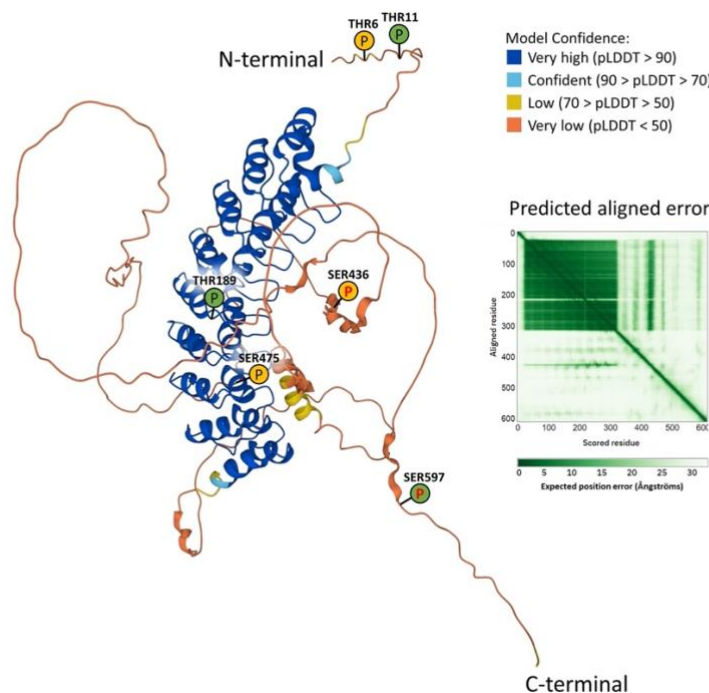 THR6
THR11
P
P
N-terminal
Model Confidence:
Very high (pLDDT > 90)
Confident (90 > pLDDT > 70)
Low (70 > pLDDT > 50)
Very low (pLDDT < 50)
Predicted aligned error
0
100
200
300
400
500
600
Aligned residue
0 100 200 300 400 500 600
Scored residue
0 5 10 15 20 25 30
Expected position error (Ångströms)
SER436
P
THR189
P
SER475
P
SER597
P
C-terminal